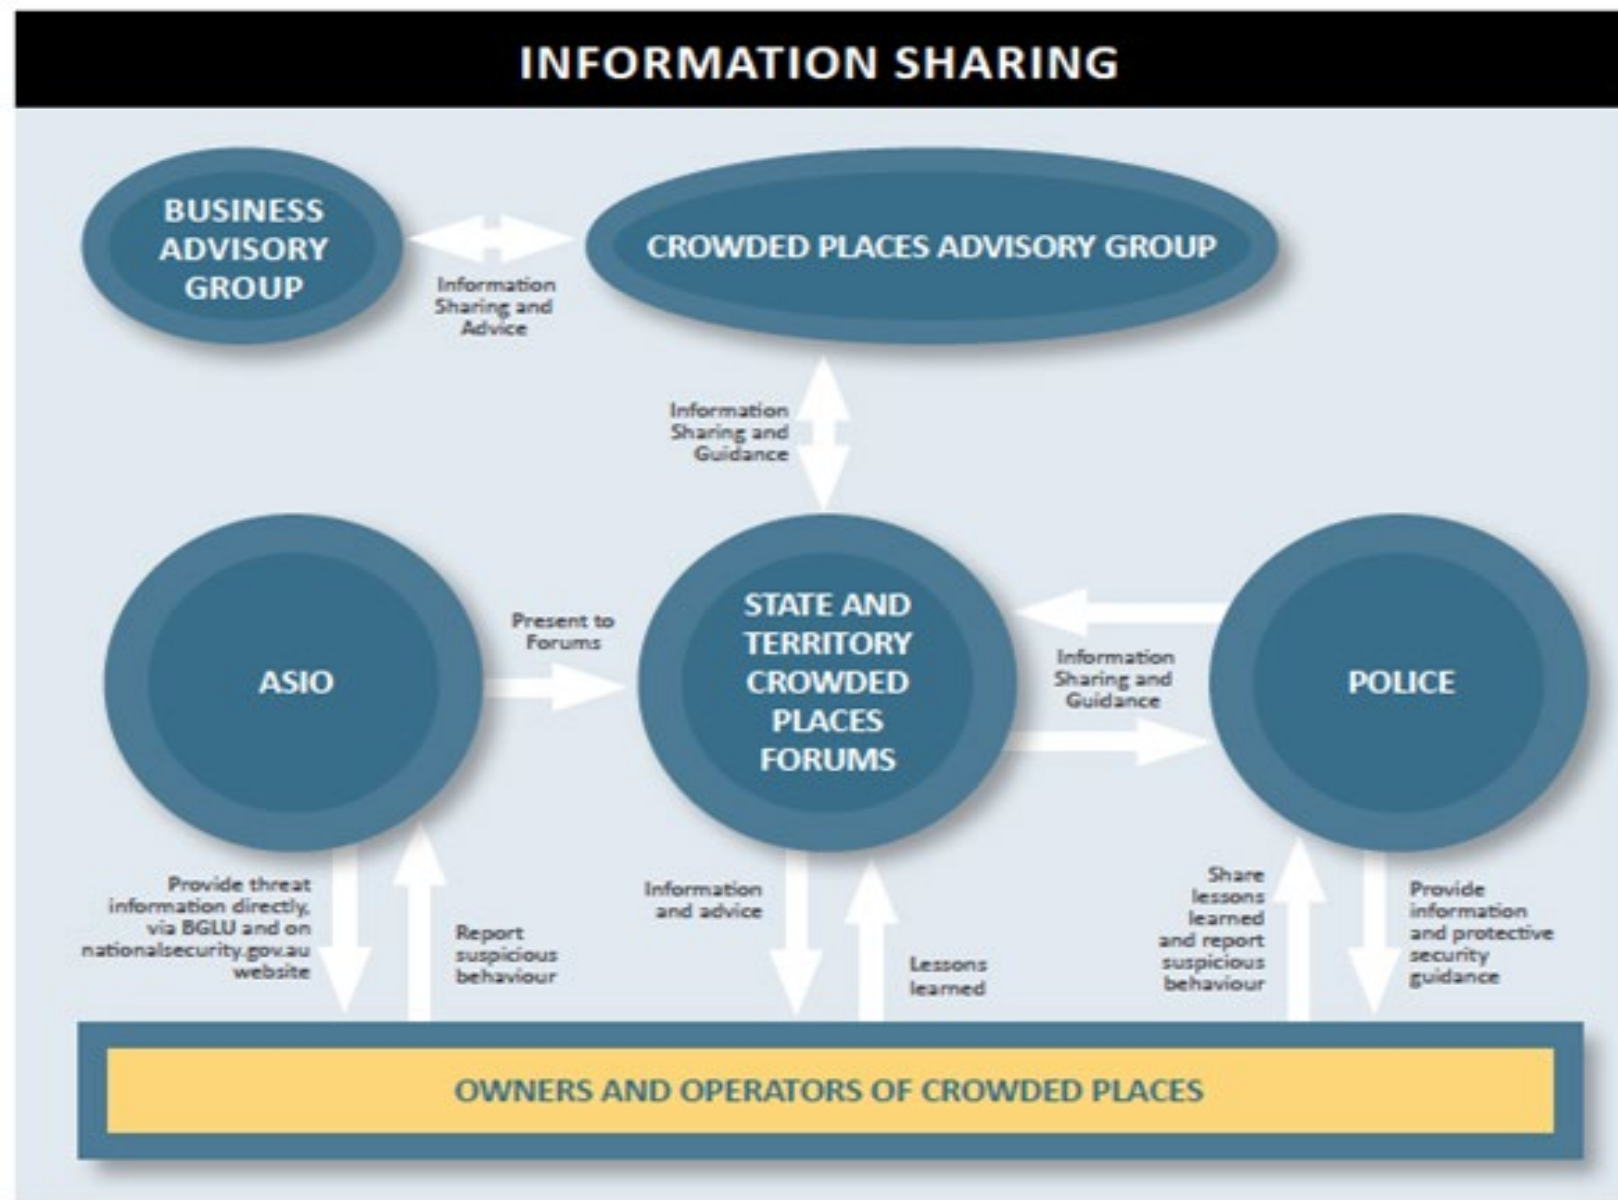 INFORMATION SHARING
BUSINESS
ADVISORY
GROUP
Information
Sharing and
Advice
CROWDED PLACES ADVISORY GROUP
Information
Sharing and
Guidance
ASIO
Present to
Forums
STATE AND
TERRITORY
CROWDED
PLACES
FORUMS
Information
Sharing and
Guidance
POLICE
Provide threat
information directly,
via BGLU and on
nationalsecurity.gov.au
website
Report
suspicious
behaviour
Information
and advice
Lessons
learned
Share
lessons
learned
and report
suspicious
behaviour
Provide
information
and protective
security
guidance
OWNERS AND OPERATORS OF CROWDED PLACES